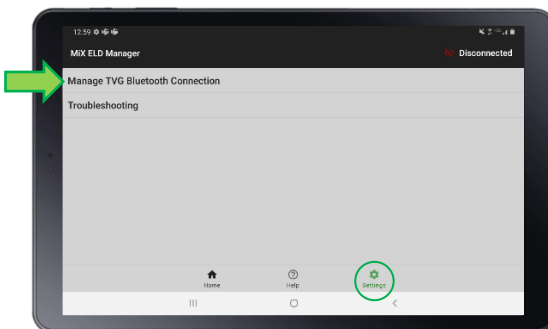 12:59
MiX ELD Manager
Disconnected
Manage TVG Bluetooth Connection
Troubleshooting
Home
Help
Settings